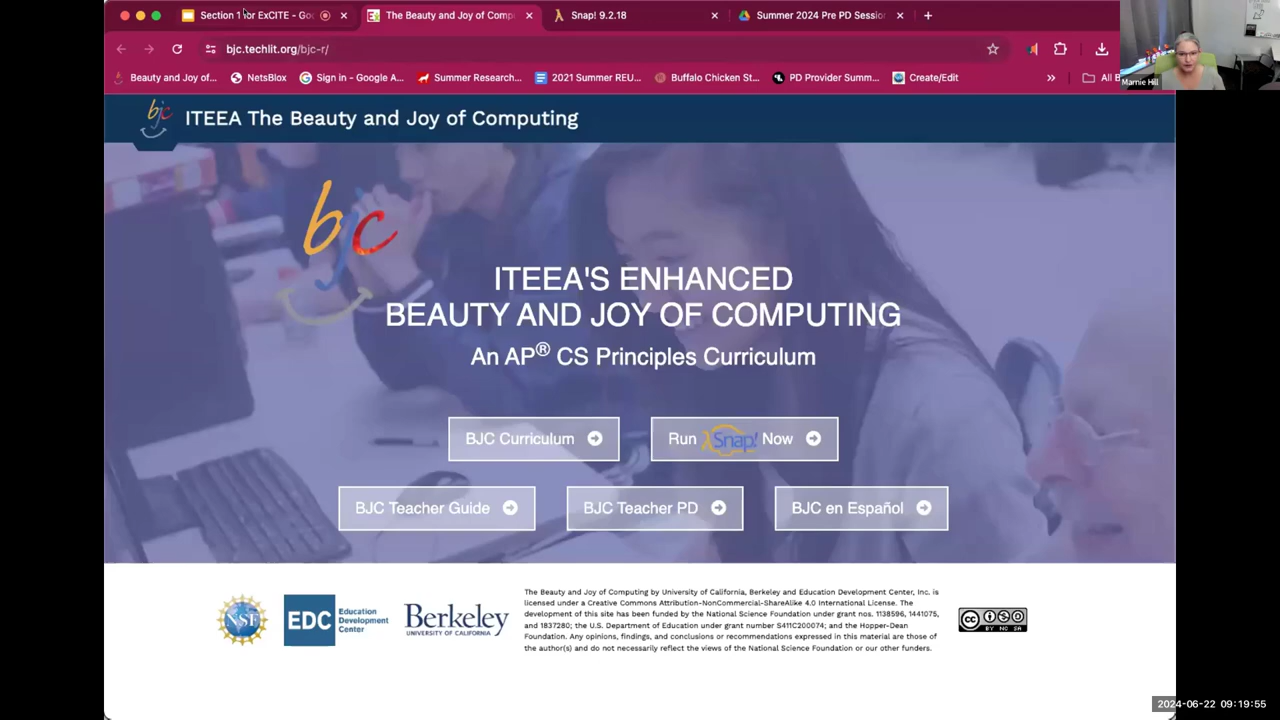 Section 1 for ExCITE - Goo
The Beauty and Joy of Compu
Snap! 9.2.18
Summer 2024 Pre PD Sessio
bjc.techlit.org/bjc-r/
Beauty and Joy of...
NetsBlox
Sign in - Google A...
Summer Research...
2021 Summer REU...
Buffalo Chicken St...
PD Provider Summ...
Create/Edit
»
All B
Marnie Hill
bjc
ITEEA The Beauty and Joy of Computing
bjc
ITEEA'S ENHANCED
BEAUTY AND JOY OF COMPUTING
An AP® CS Principles Curriculum
BJC Curriculum
Run Snap! Now
BJC Teacher Guide
BJC Teacher PD
BJC en Español
NSF
EDC Education Development Center
Berkeley
UNIVERSITY OF CALIFORNIA
The Beauty and Joy of Computing by University of California, Berkeley and Education Development Center, Inc. is
licensed under a Creative Commons Attribution-NonCommercial-ShareAlike 4.0 International License. The
development of this site has been funded by the National Science Foundation under grant nos. 1138596, 1441075,
and 1837280; the U.S. Department of Education under grant number S411C200074; and the Hopper-Dean
Foundation. Any opinions, findings, and conclusions or recommendations expressed in this material are those of
the author(s) and do not necessarily reflect the views of the National Science Foundation or our other funders.
cc
BY NC SA
2024-06-22 09:19:55